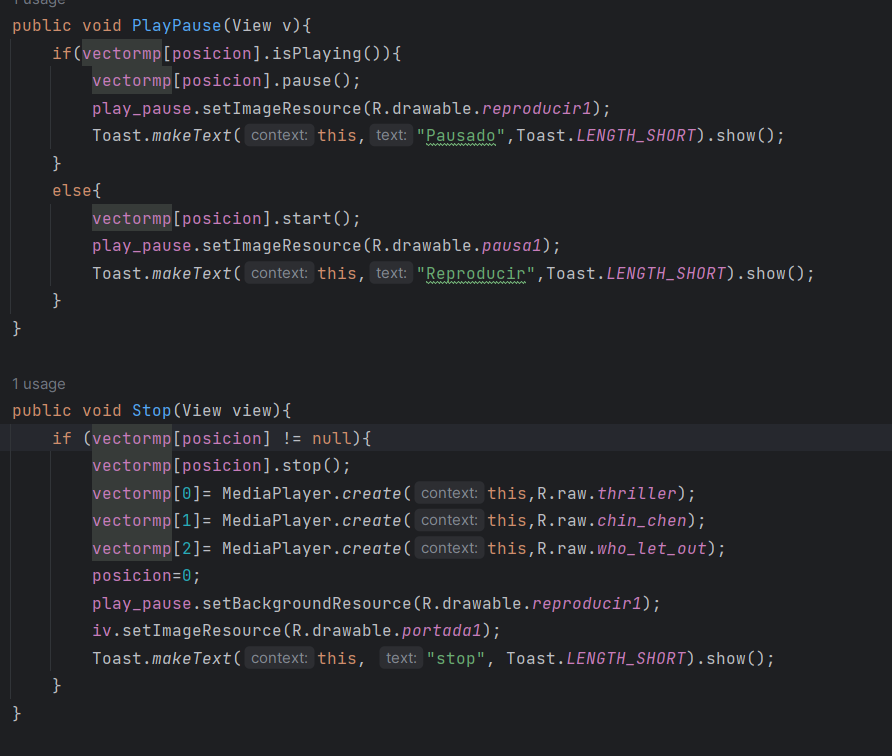 1 usage
public void PlayPause(View v){
if(vectormp[posicion].isPlaying()){
vectormp[posicion].pause();
play_pause.setImageResource(R.drawable.reproducir1);
Toast.makeText( context: this, text: "Pausado",Toast.LENGTH_SHORT).show();
}
else{
vectormp[posicion].start();
play_pause.setImageResource(R.drawable.pausa1);
Toast.makeText( context: this, text: "Reproducir",Toast.LENGTH_SHORT).show();
}
}
1 usage
public void Stop(View view){
if (vectormp[posicion] != null){
vectormp[posicion].stop();
vectormp[0]= MediaPlayer.create( context: this,R.raw.thriller);
vectormp[1]= MediaPlayer.create( context: this,R.raw.chin_chen);
vectormp[2]= MediaPlayer.create( context: this,R.raw.who_let_out);
posicion=0;
play_pause.setBackgroundResource(R.drawable.reproducir1);
iv.setImageResource(R.drawable.portada1);
Toast.makeText( context: this, text: "stop", Toast.LENGTH_SHORT).show();
}
}